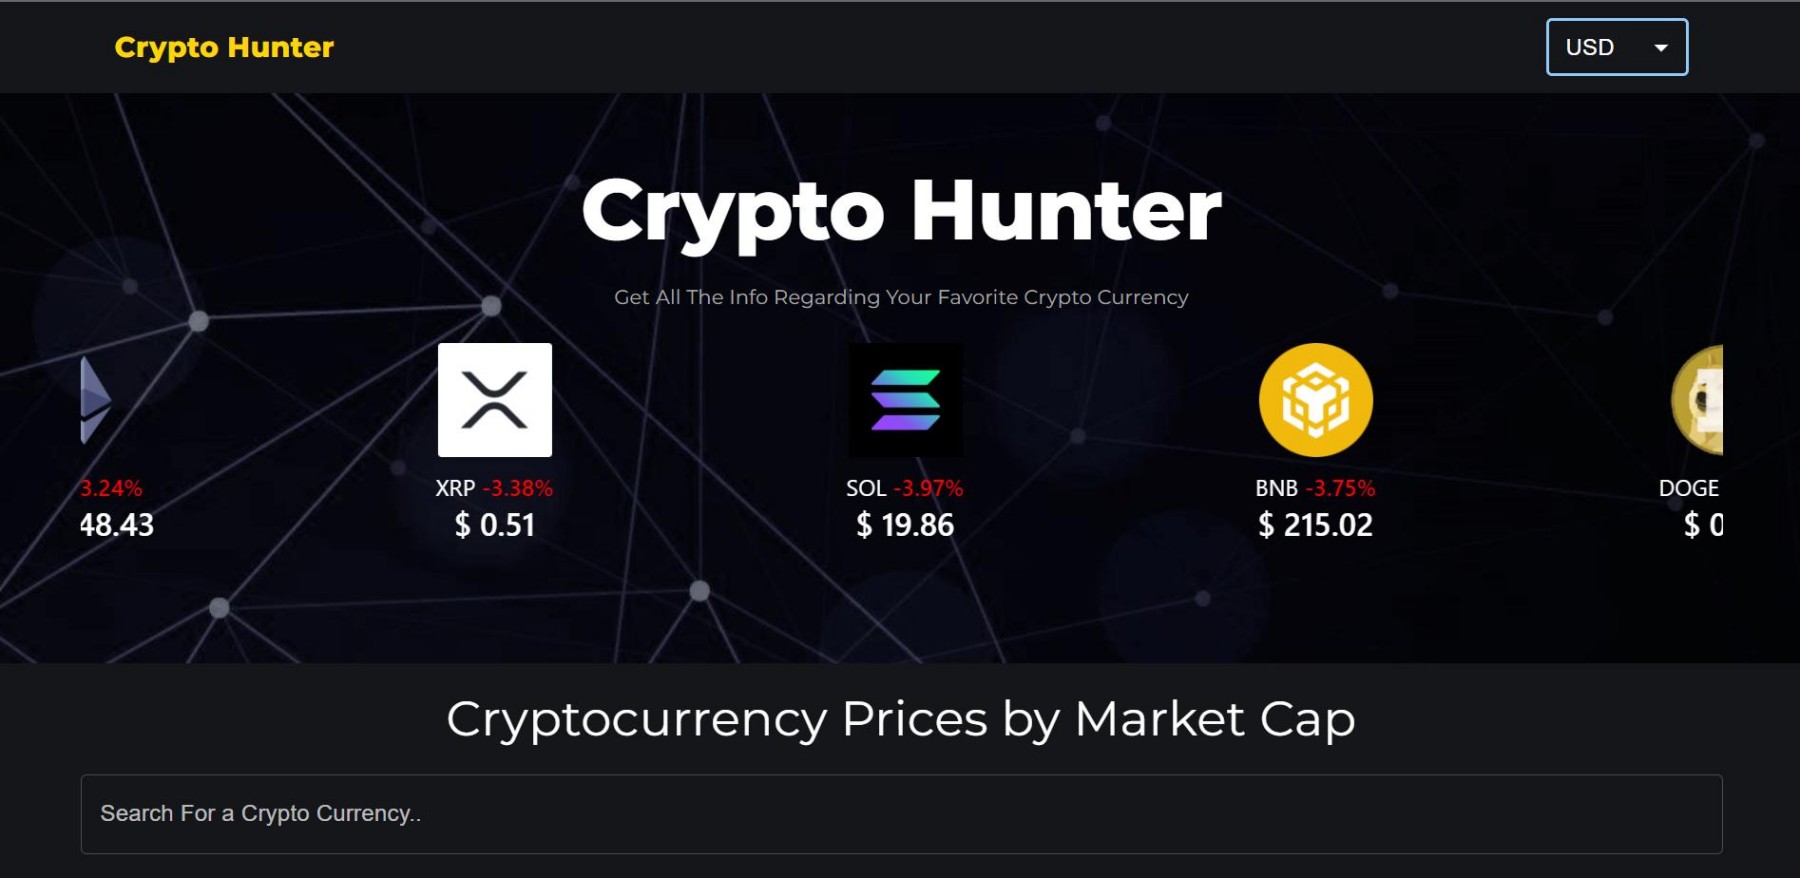 Crypto Hunter
USD
Crypto Hunter
Get All The Info Regarding Your Favorite Crypto Currency
3.24%
XRP -3.38%
SOL -3.97%
BNB -3.75%
DOGE
48.43
$ 0.51
$ 19.86
$ 215.02
$ 0
Cryptocurrency Prices by Market Cap
Search For a Crypto Currency..